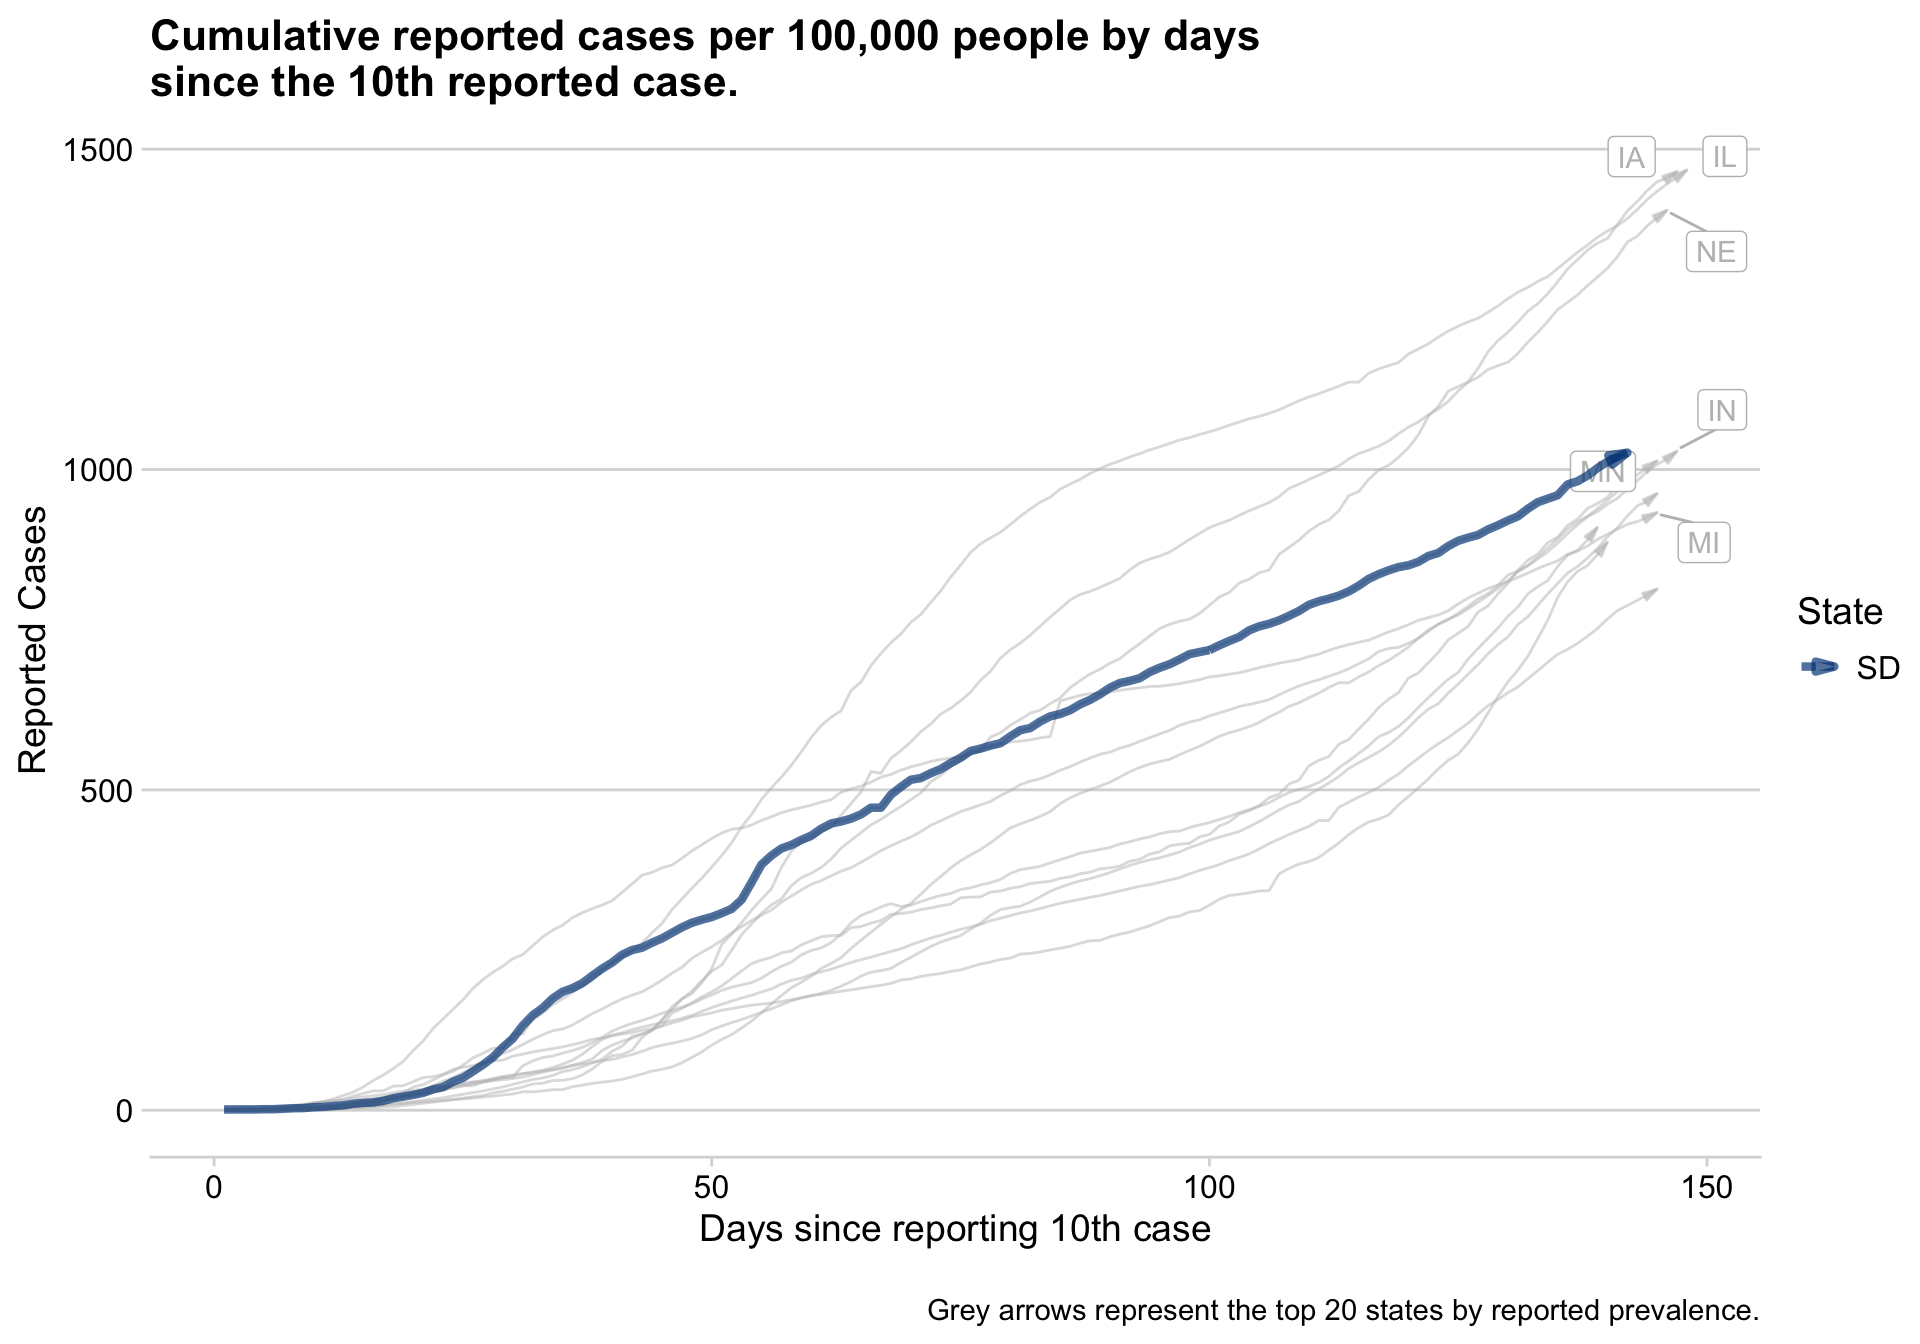 Cumulative reported cases per 100,000 people by days
since the 10th reported case.
1500
1000
500
0
Reported Cases
IA
IL
NE
IN
MN
MI
State
SD
0 50 100 150
Days since reporting 10th case
Grey arrows represent the top 20 states by reported prevalence.